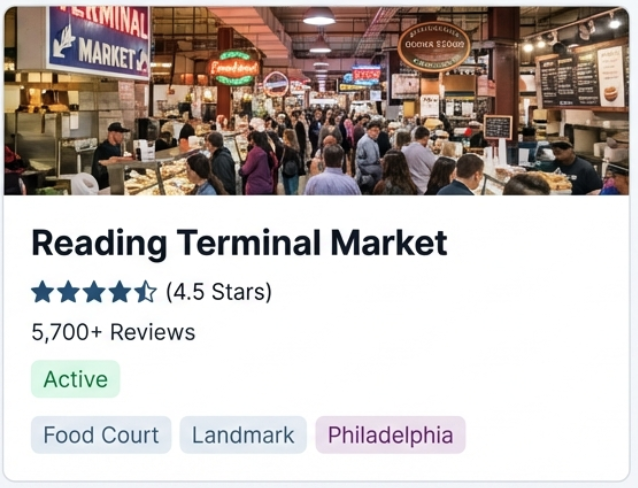 TERMINAL
MARKET
Reading Terminal Market
(4.5 Stars)
5,700+ Reviews
Active
Food Court
Landmark
Philadelphia